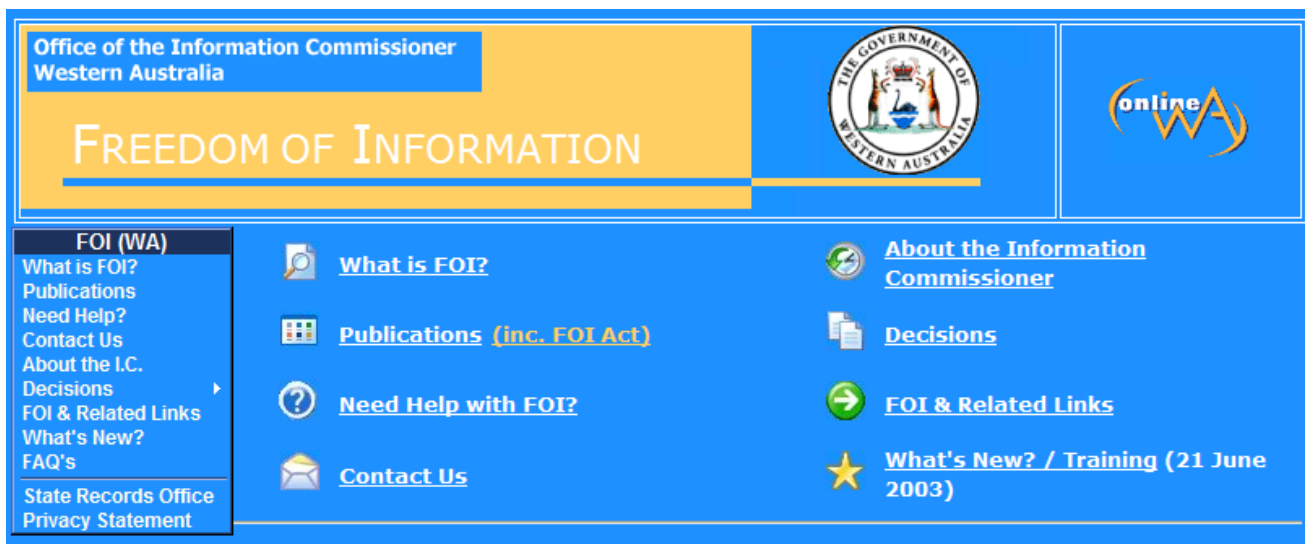 Office of the Information Commissioner
Western Australia
FREEDOM OF INFORMATION
THE GOVERNMENT OF
WESTERN AUSTRALIA
onlineWA
FOI (WA)
What is FOI?
Publications
Need Help?
Contact Us
About the I.C.
Decisions
FOI & Related Links
What's New?
FAQ's
State Records Office
Privacy Statement
What is FOI?
Publications (inc. FOI Act)
Need Help with FOI?
Contact Us
About the Information
Commissioner
Decisions
FOI & Related Links
What's New? / Training (21 June
2003)